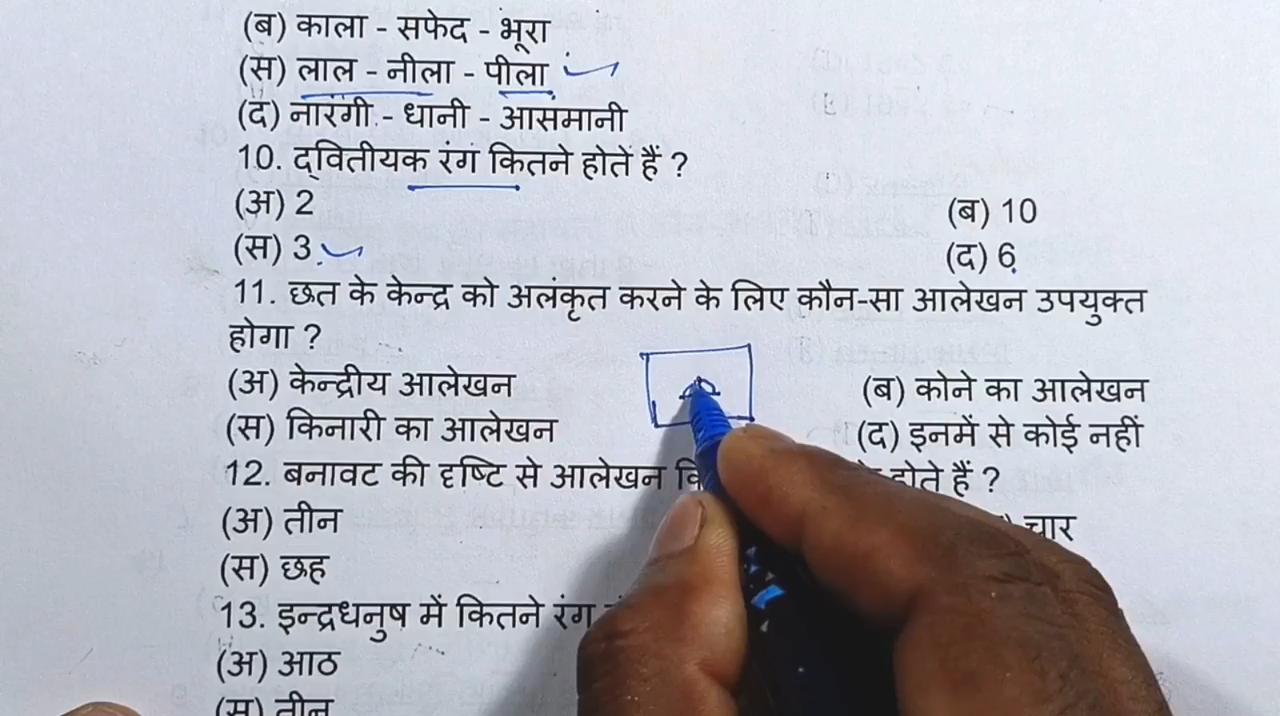 (ब) काला - सफेद - भूरा
(स) लाल - नीला - पीला
(द) नारंगी - धानी - आसमानी
10. द्वितीयक रंग कितने होते हैं ?
(अ) 2 (ब) 10
(स) 3 (द) 6
11. छत के केन्द्र को अलंकृत करने के लिए कौन-सा आलेखन उपयुक्त
होगा ?
(अ) केन्द्रीय आलेखन (ब) कोने का आलेखन
(स) किनारी का आलेखन (द) इनमें से कोई नहीं
12. बनावट की दृष्टि से आलेखन होते हैं ?
(अ) तीन चार
(स) छह
13. इन्द्रधनुष में कितने रंग
(अ) आठ
(स) तीन